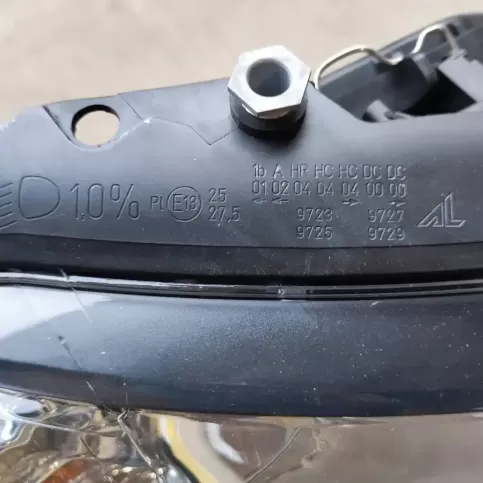 1,0% PL E13 25
27,5
1b A HR HC HC DC DC
01 02 04 04 04 00 00
9723 9727
9725 9729
AL